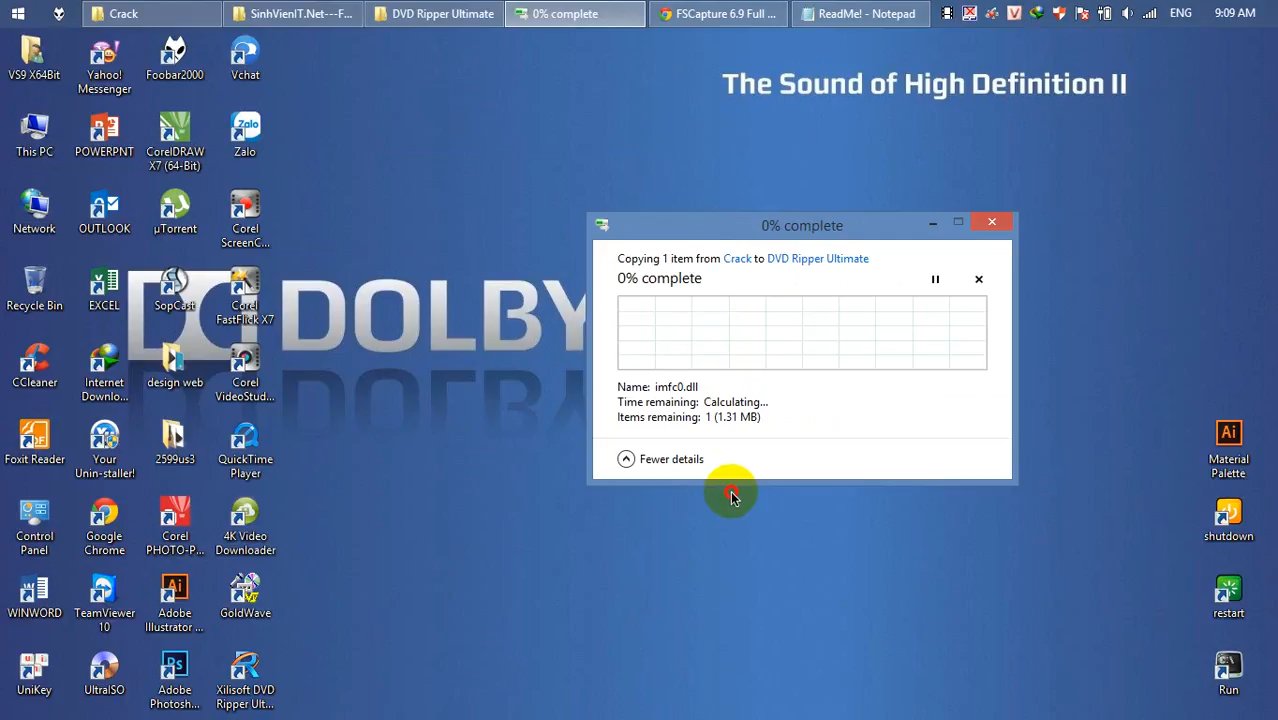 Crack
SinhVienIT.Net---F...
DVD Ripper Ultimate
0% complete
FSCapture 6.9 Full ...
ReadMe! - Notepad
ENG
9:09 AM
The Sound of High Definition II
VS9 X64Bit
Yahoo!
Messenger
Foobar2000
Vchat
This PC
POWERPNT
CorelDRAW
X7 (64-Bit)
Zalo
Network
OUTLOOK
µTorrent
Corel
ScreenC...
Recycle Bin
EXCEL
SopCast
Corel
FastFlick X7
DOLBY
CCleaner
Internet
Downlo...
design web
Corel
VideoStud...
Foxit Reader
Your
Unin-staller!
2599us3
QuickTime
Player
Control
Panel
Google
Chrome
Corel
PHOTO-P...
4K Video
Downloader
WINWORD
TeamViewer
10
Adobe
Illustrator ...
GoldWave
UniKey
UltraISO
Adobe
Photosh...
Xilisoft DVD
Ripper Ult...
0% complete
Copying 1 item from Crack to DVD Ripper Ultimate
0% complete
Name: imfc0.dll
Time remaining: Calculating...
Items remaining: 1 (1.31 MB)
Fewer details
Material
Palette
shutdown
restart
Run